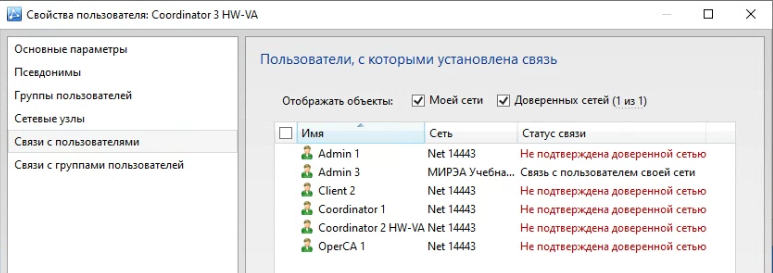 Свойства пользователя: Coordinator 3 HW-VA
Основные параметры
Псевдонимы
Группы пользователей
Сетевые узлы
Связи с пользователями
Связи с группами пользователей
Пользователи, с которыми установлена связь
Отображать объекты: Моей сети Доверенных сетей (1 из 1)
Имя Сеть Статус связи
Admin 1 Net 14443 Не подтверждена доверенной сетью
Admin 3 МИРЭА Учебна... Связь с пользователем своей сети
Client 2 Net 14443 Не подтверждена доверенной сетью
Coordinator 1 Net 14443 Не подтверждена доверенной сетью
Coordinator 2 HW-VA Net 14443 Не подтверждена доверенной сетью
OperCA 1 Net 14443 Не подтверждена доверенной сетью